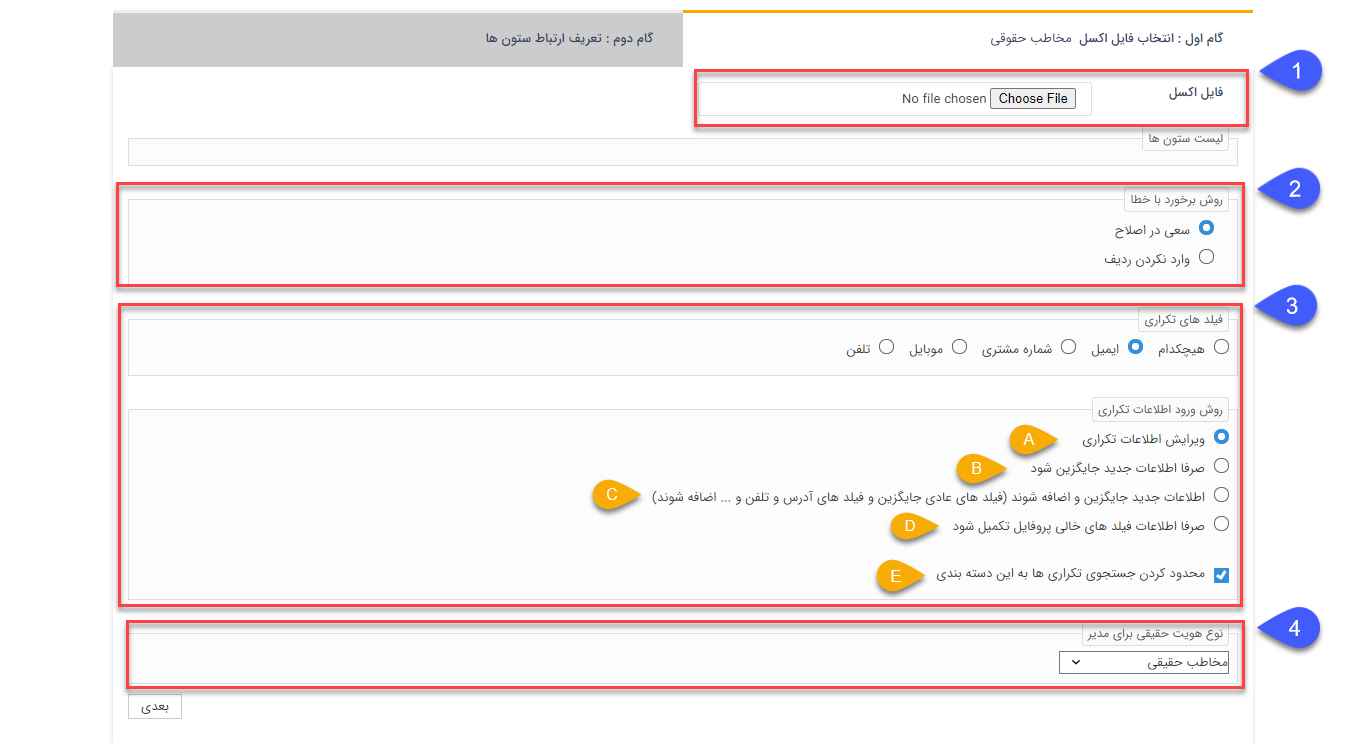 گام اول : انتخاب فایل اکسل مخاطب حقوقی
گام دوم : تعریف ارتباط ستون ها
1
فایل اکسل
Choose File No file chosen
لیست ستون ها
2
روش برخورد با خطا
سعی در اصلاح
وارد نکردن ردیف
3
فیلد های تکراری
هیچکدام ایمیل شماره مشتری موبایل تلفن
روش ورود اطلاعات تکراری
ویرایش اطلاعات تکراری A
صرفا اطلاعات جدید جایگزین شود B
اطلاعات جدید جایگزین و اضافه شوند (فیلد های عادی جایگزین و فیلد های آدرس و تلفن و ... اضافه شوند) C
صرفا اطلاعات فیلد های خالی پروفایل تکمیل شود D
محدود کردن جستجوی تکراری ها به این دسته بندی E
4
نوع هویت حقیقی برای مدیر
مخاطب حقیقی
بعدی